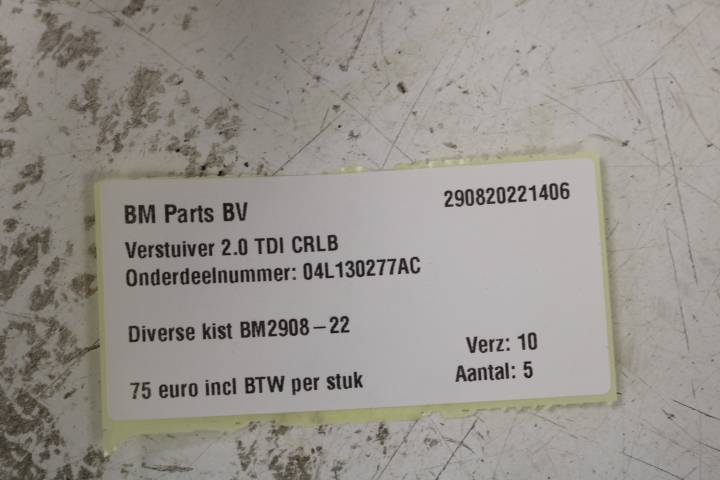 BM Parts BV
290820221406
Verstuiver 2.0 TDI CRLB
Onderdeelnummer: 04L130277AC
Diverse kist BM2908-22
Verz: 10
75 euro incl BTW per stuk
Aantal: 5